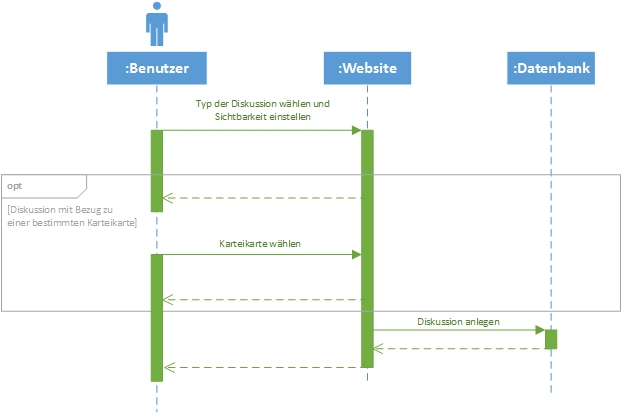 :Benutzer
:Website
:Datenbank
Typ der Diskussion wählen und
Sichtbarkeit einstellen
opt
[Diskussion mit Bezug zu
einer bestimmten Karteikarte]
Karteikarte wählen
Diskussion anlegen